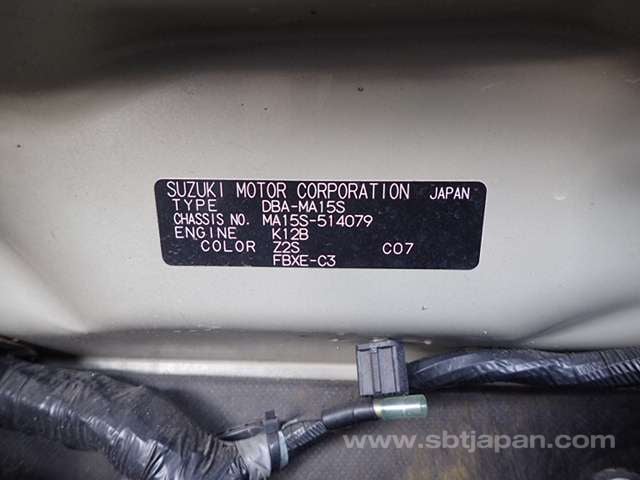 SUZUKI MOTOR CORPORATION JAPAN
TYPE DBA-MA15S
CHASSIS NO. MA15S-514079
ENGINE K12B
COLOR Z2S C07
FBXE-C3
www.sbtjapan.com